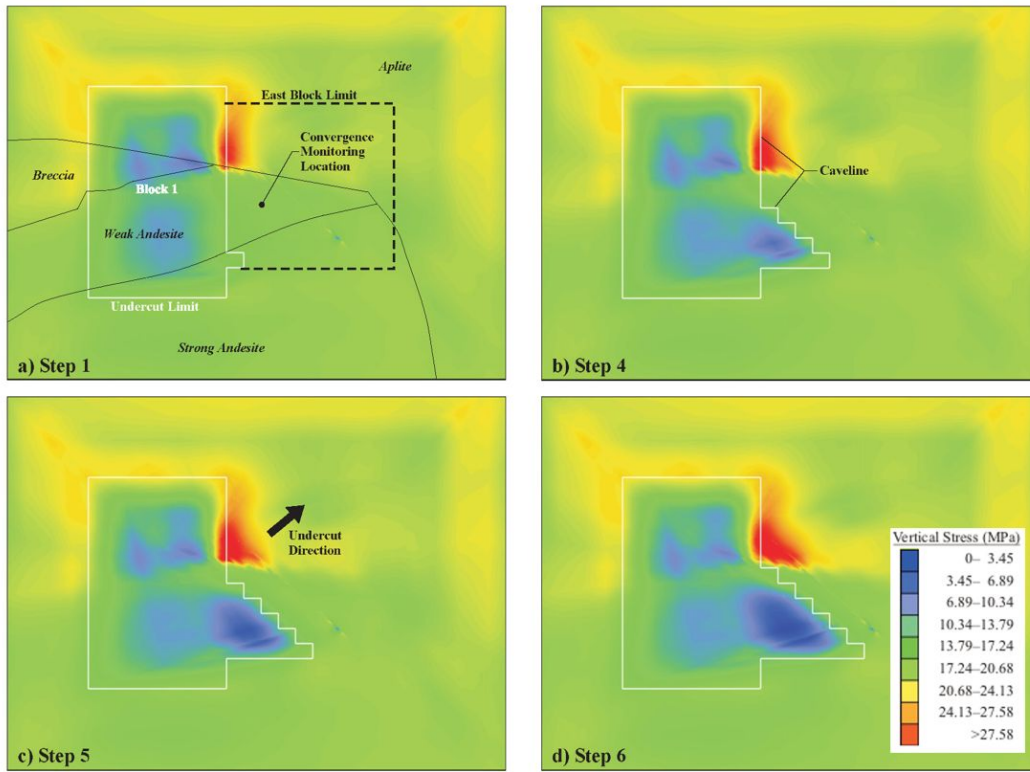 Aplite
East Block Limit
Convergence
Monitoring
Location
Breccia
Block 1
Weak Andesite
Undercut Limit
Strong Andesite
a) Step 1
Caveline
b) Step 4
Undercut
Direction
c) Step 5
Vertical Stress (MPa)
0– 3.45
3.45– 6.89
6.89–10.34
10.34–13.79
13.79–17.24
17.24–20.68
20.68–24.13
24.13–27.58
>27.58
d) Step 6